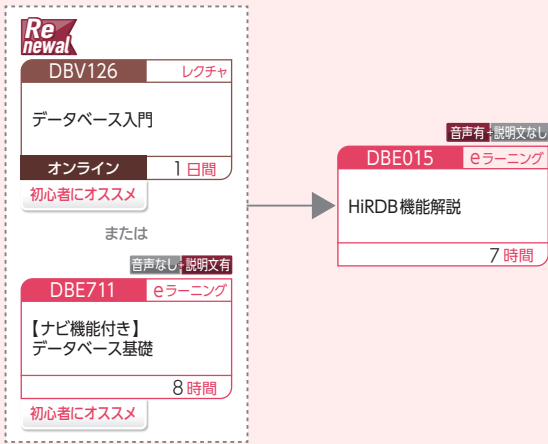 Re
newal
DBV126 レクチャ
データベース入門
オンライン 1日間
初心者にオススメ
または
音声なし・説明文有
DBE711 eラーニング
【ナビ機能付き】
データベース基礎
8時間
初心者にオススメ
音声有・説明文なし
DBE015 eラーニング
HiRDB機能解説
7時間